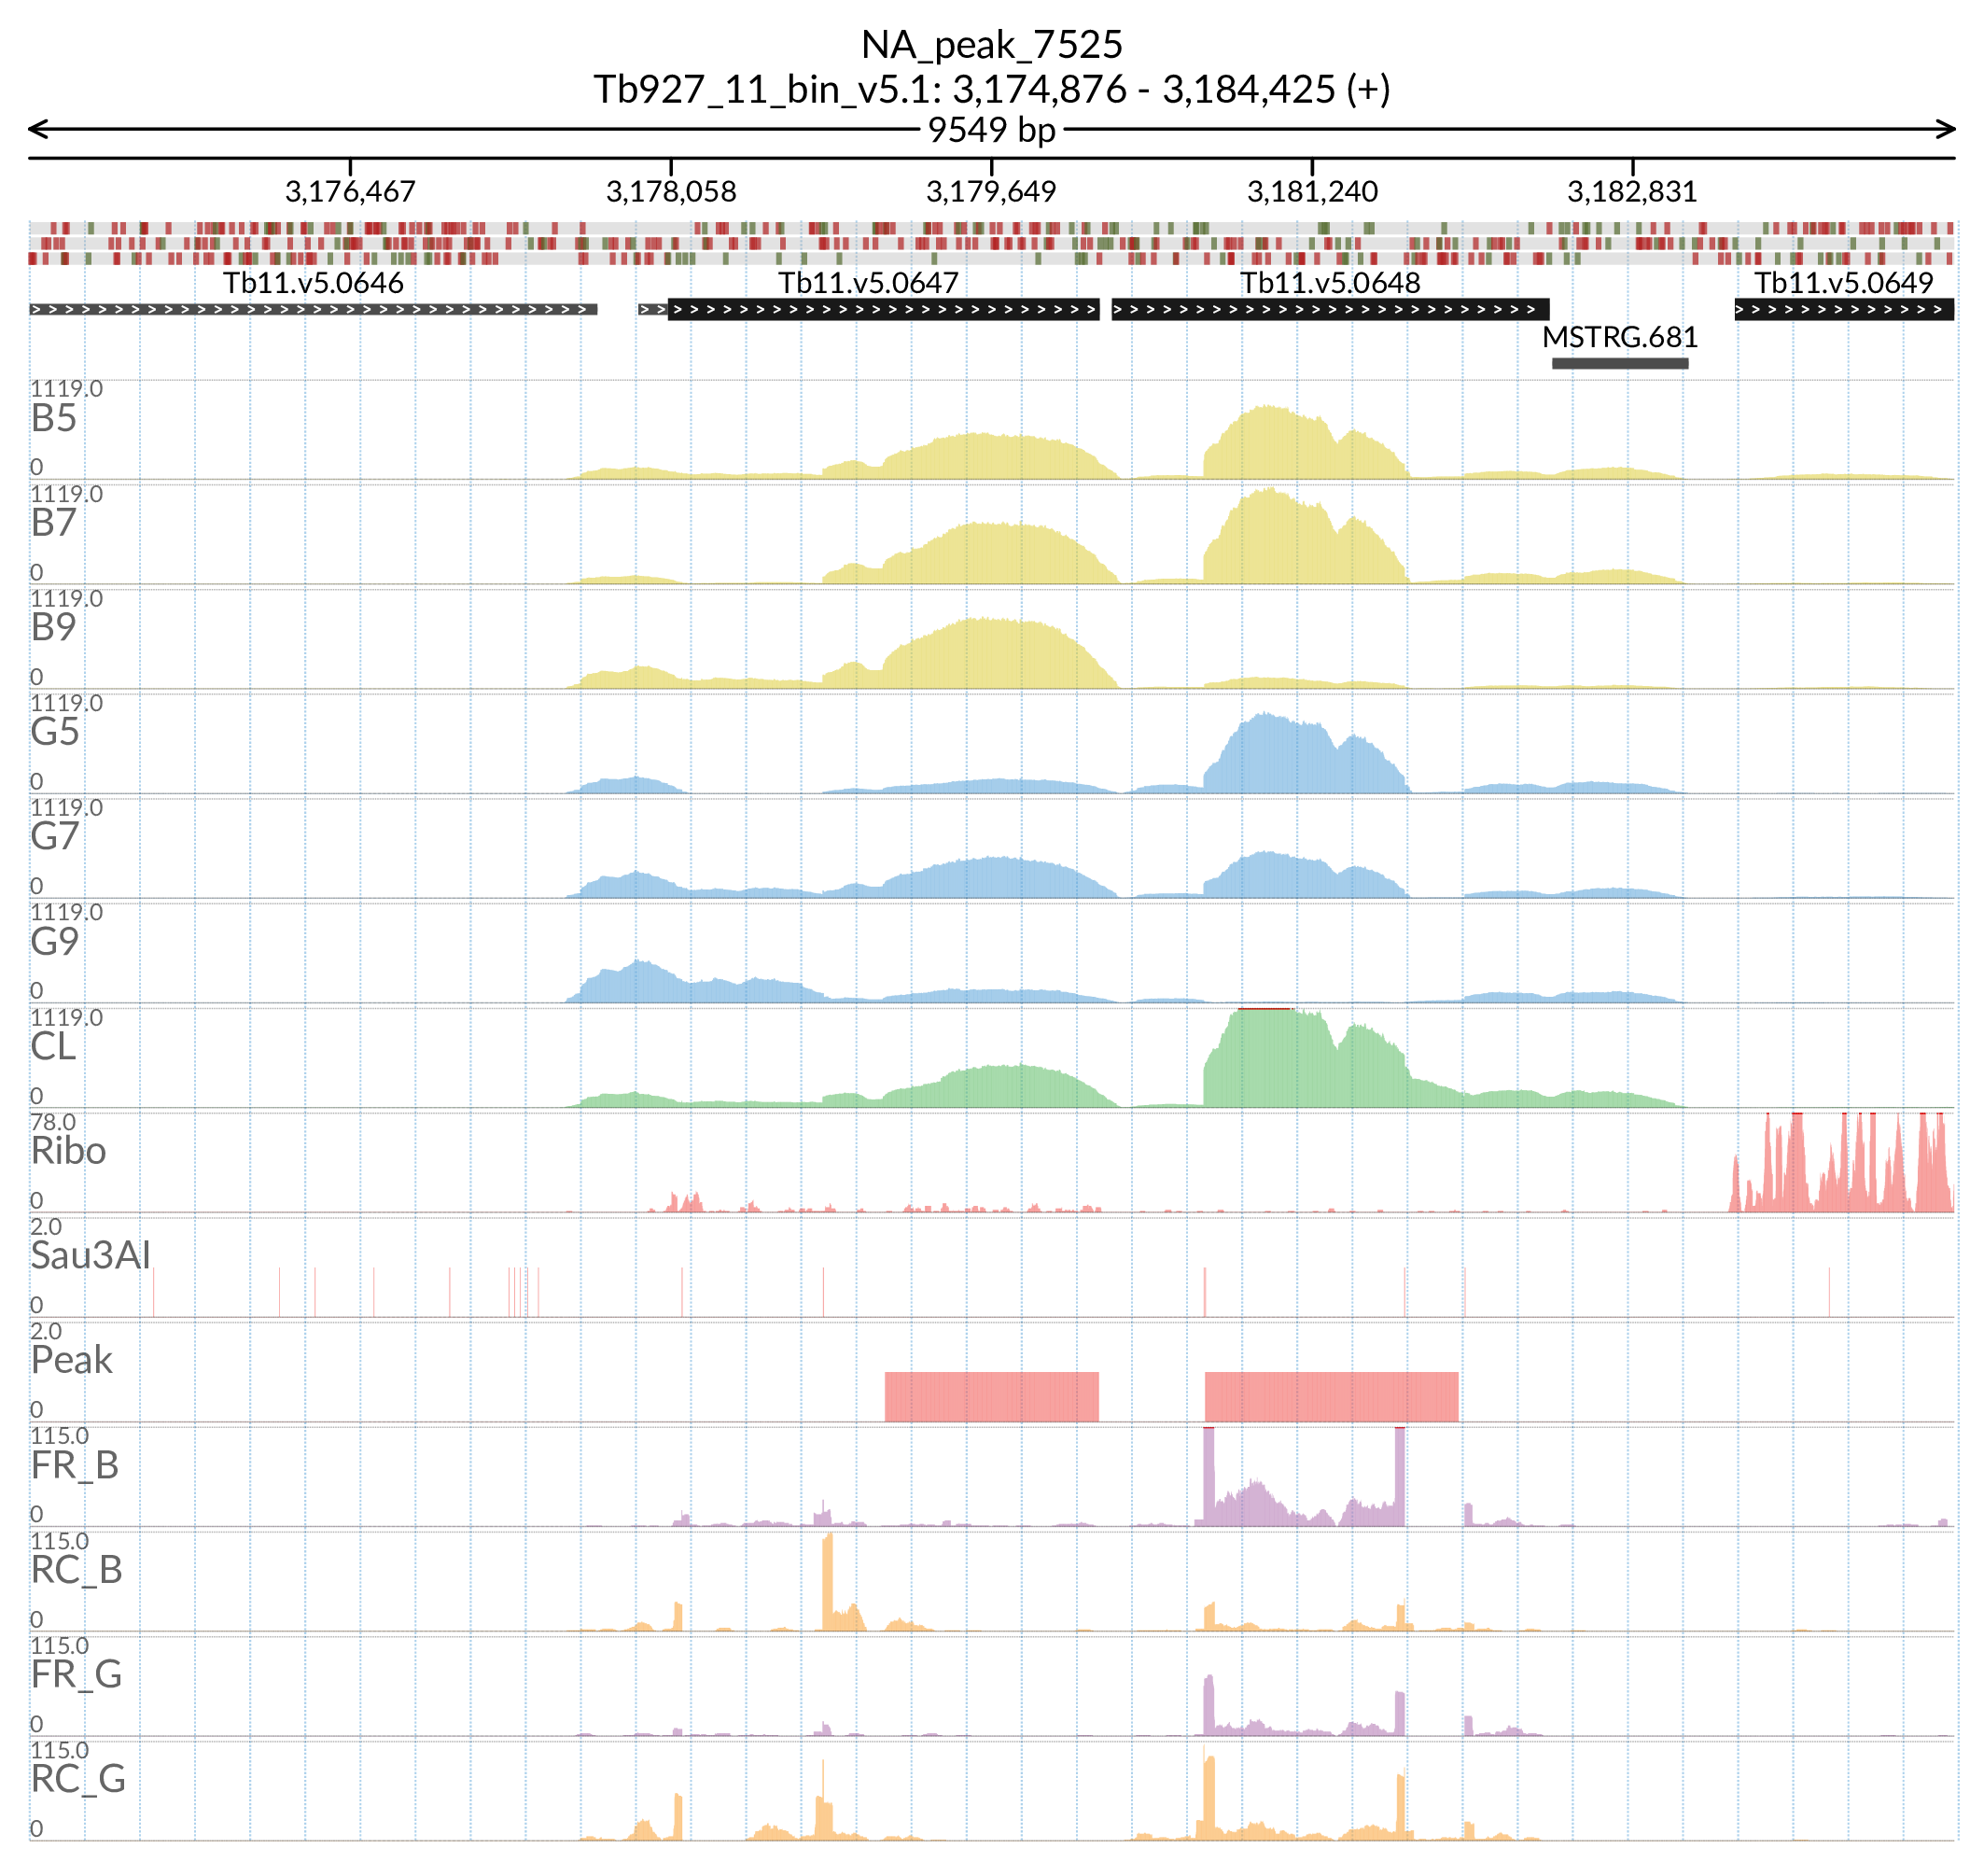 NA_peak_7525
Tb927_11_bin_v5.1: 3,174,876 - 3,184,425 (+)
9549 bp
3,176,467 3,178,058 3,179,649 3,181,240 3,182,831
Tb11.v5.0646 Tb11.v5.0647 Tb11.v5.0648 Tb11.v5.0649
MSTRG.681
1119.0
B5
0
1119.0
B7
0
1119.0
B9
0
1119.0
G5
0
1119.0
G7
0
1119.0
G9
0
1119.0
CL
0
78.0
Ribo
0
2.0
Sau3AI
0
2.0
Peak
0
115.0
FR_B
0
115.0
RC_B
0
115.0
FR_G
0
115.0
RC_G
0